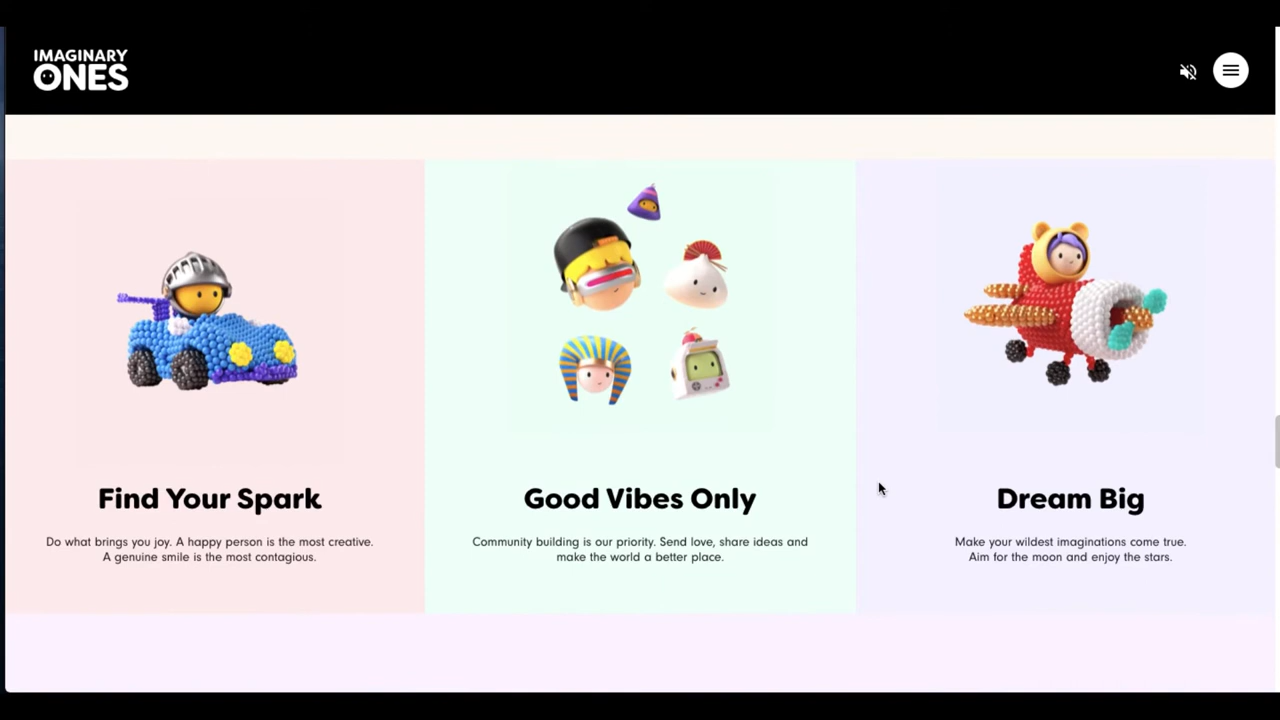 IMAGINARY
ONES
Find Your Spark
Do what brings you joy. A happy person is the most creative.
A genuine smile is the most contagious.
Good Vibes Only
Community building is our priority. Send love, share ideas and
make the world a better place.
Dream Big
Make your wildest imaginations come true.
Aim for the moon and enjoy the stars.